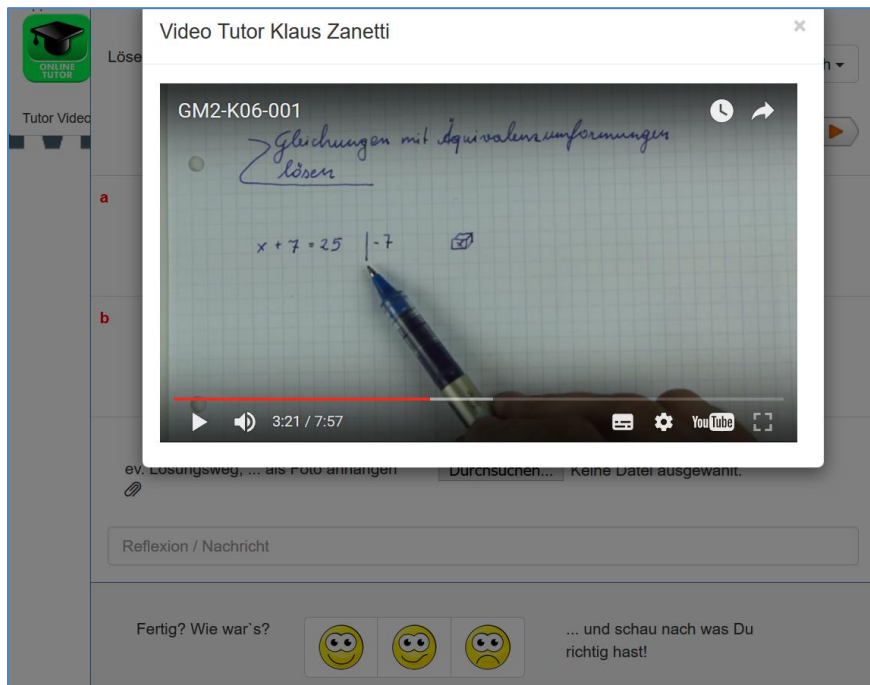 Video Tutor Klaus Zanetti
×
ONLINE
TUTOR
Löse
h
Tutor Video
GM2-K06-001
Gleichungen mit Äquivalenzumformungen
lösen
x + 7 = 25 | - 7
a
b
3:21 / 7:57
YouTube
ev. Lösungsweg, ... als Foto anhängen
Durchsuchen... Keine Datei ausgewählt.
Reflexion / Nachricht
Fertig? Wie war`s?
... und schau nach was Du
richtig hast!